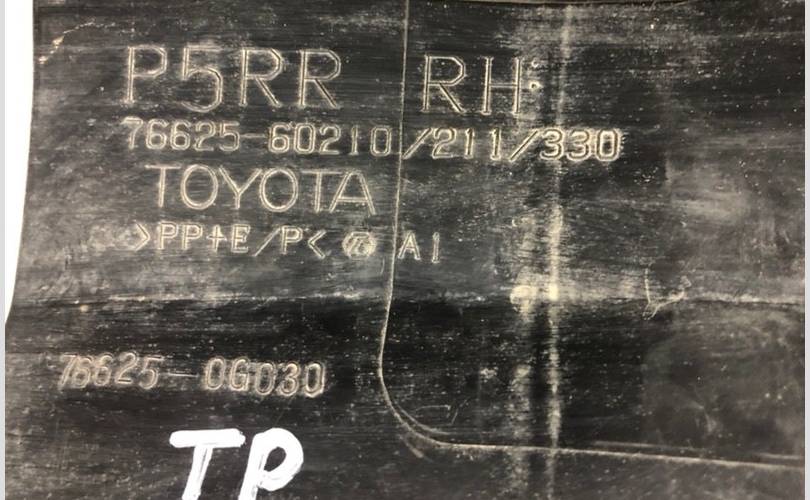 P5RR RH
76625-60210/211/330
TOYOTA
>PP+E/P< A1
76625-0G030
TP